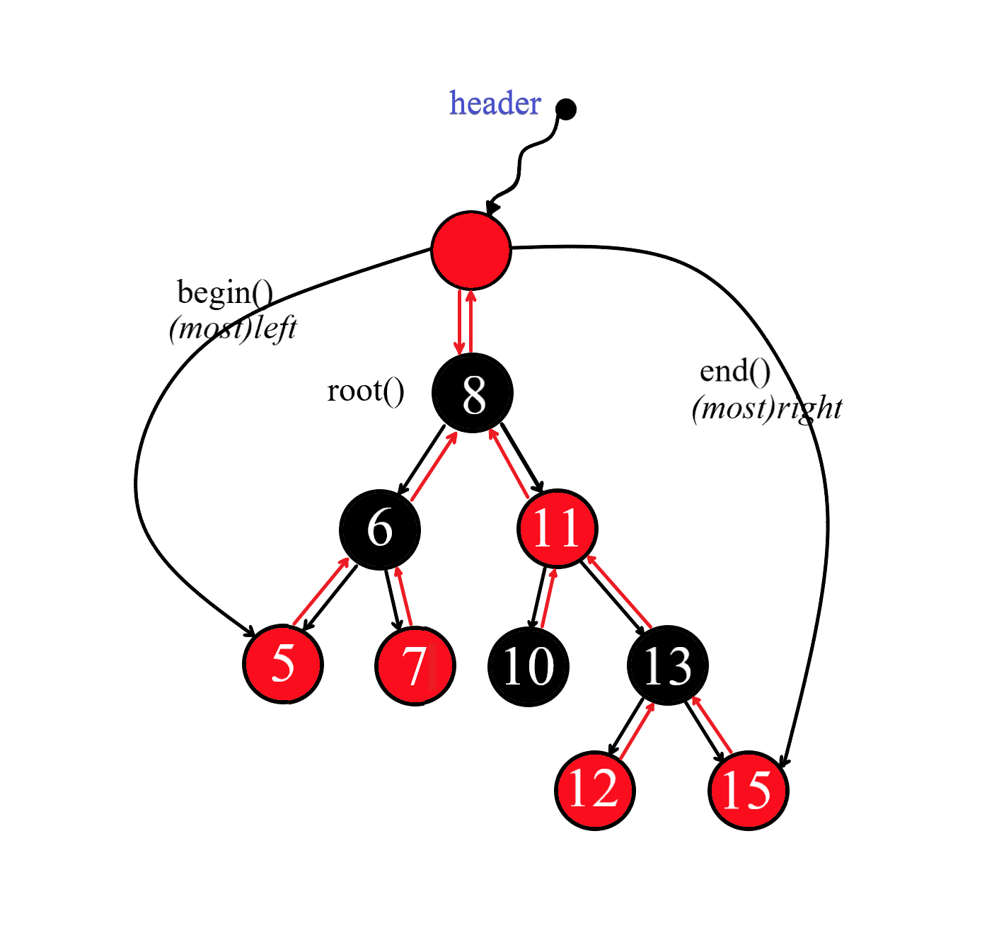 header
begin()
(most)left
end()
(most)right
root()
8
6
11
5
7
10
13
12
15